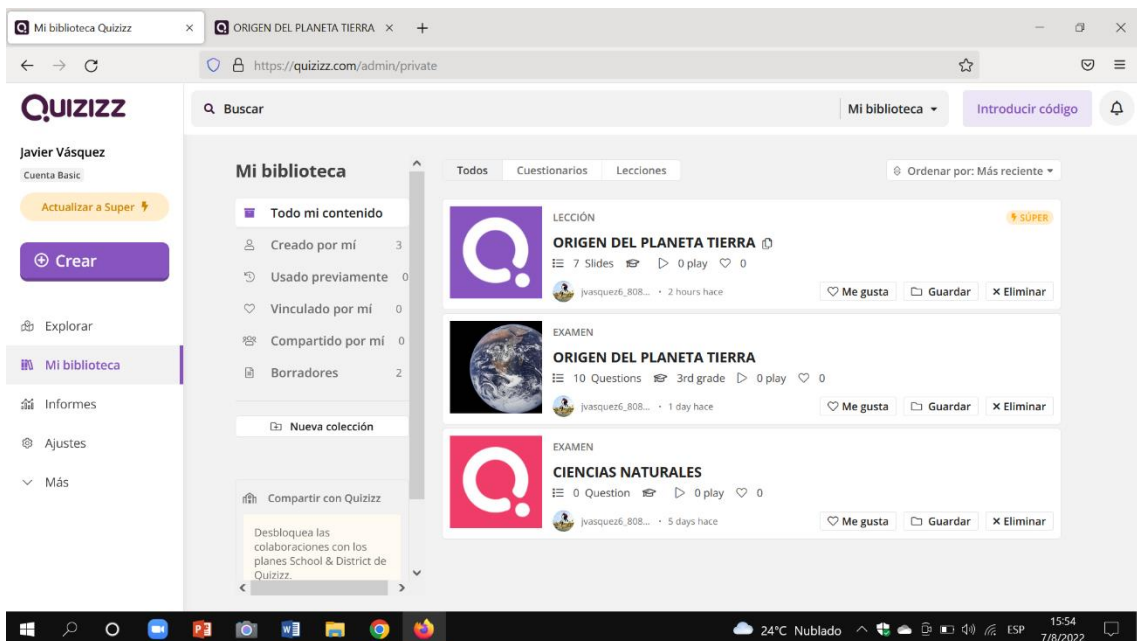 Mi biblioteca Quizizz
ORIGEN DEL PLANETA TIERRA
https://quizizz.com/admin/private
QUIZIZZ
Buscar
Mi biblioteca
Introducir código
Javier Vásquez
Cuenta Basic
Actualizar a Super
Crear
Explorar
Mi biblioteca
Informes
Ajustes
Más
Mi biblioteca
Todo mi contenido
Creado por mí 3
Usado previamente 0
Vinculado por mí 0
Compartido por mí 0
Borradores 2
Nueva colección
Compartir con Quizizz
Desbloquea las
colaboraciones con los
planes School & District de
Quizizz.
Todos Cuestionarios Lecciones
Ordenar por: Más reciente
LECCIÓN
SÚPER
ORIGEN DEL PLANETA TIERRA
7 Slides 0 play 0
jvasquez6_808... • 2 hours hace
Me gusta Guardar Eliminar
EXAMEN
ORIGEN DEL PLANETA TIERRA
10 Questions 3rd grade 0 play 0
jvasquez6_808... • 1 day hace
Me gusta Guardar Eliminar
EXAMEN
CIENCIAS NATURALES
0 Question 0 play 0
jvasquez6_808... • 5 days hace
Me gusta Guardar Eliminar
24°C Nublado
ESP
15:54
7/8/2022